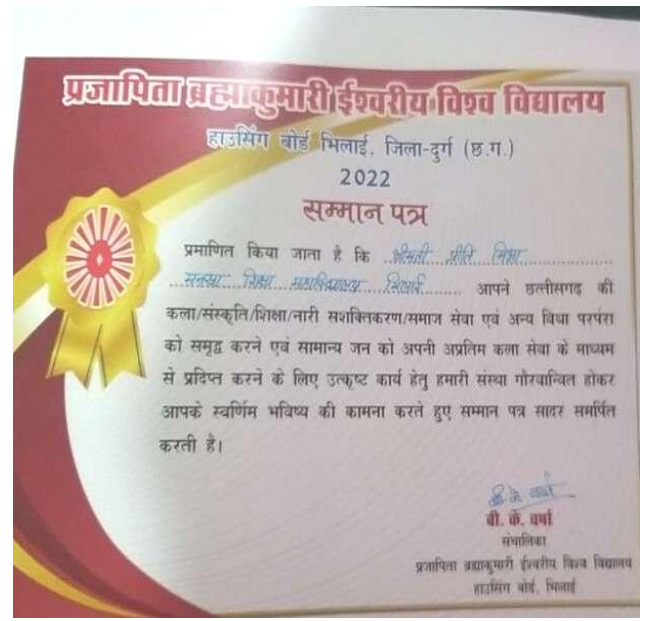 प्रजापिता ब्रह्माकुमारी ईश्वरीय विश्व विद्यालय
हाउसिंग बोर्ड भिलाई, जिला-दुर्ग (छ.ग.)
2022
सम्मान पत्र
प्रमाणित किया जाता है कि ..श्रीमती प्रीति मिश्रा..
..मनसा शिक्षा महाविद्यालय भिलाई.. आपने छत्तीसगढ़ की
कला/संस्कृति/शिक्षा/नारी सशक्तिकरण/समाज सेवा एवं अन्य विधा परपंरा
को समृद्ध करने एवं सामान्य जन को अपनी अप्रतिम कला सेवा के माध्यम
से प्रदिप्त करने के लिए उत्कृष्ट कार्य हेतु हमारी संस्था गौरवान्वित होकर
आपके स्वर्णिम भविष्य की कामना करते हुए सम्मान पत्र सादर समर्पित
करती है।
बी. के. वर्मा
संचालिका
प्रजापिता ब्रह्माकुमारी ईश्वरीय विश्व विद्यालय
हाउसिंग बोर्ड, भिलाई